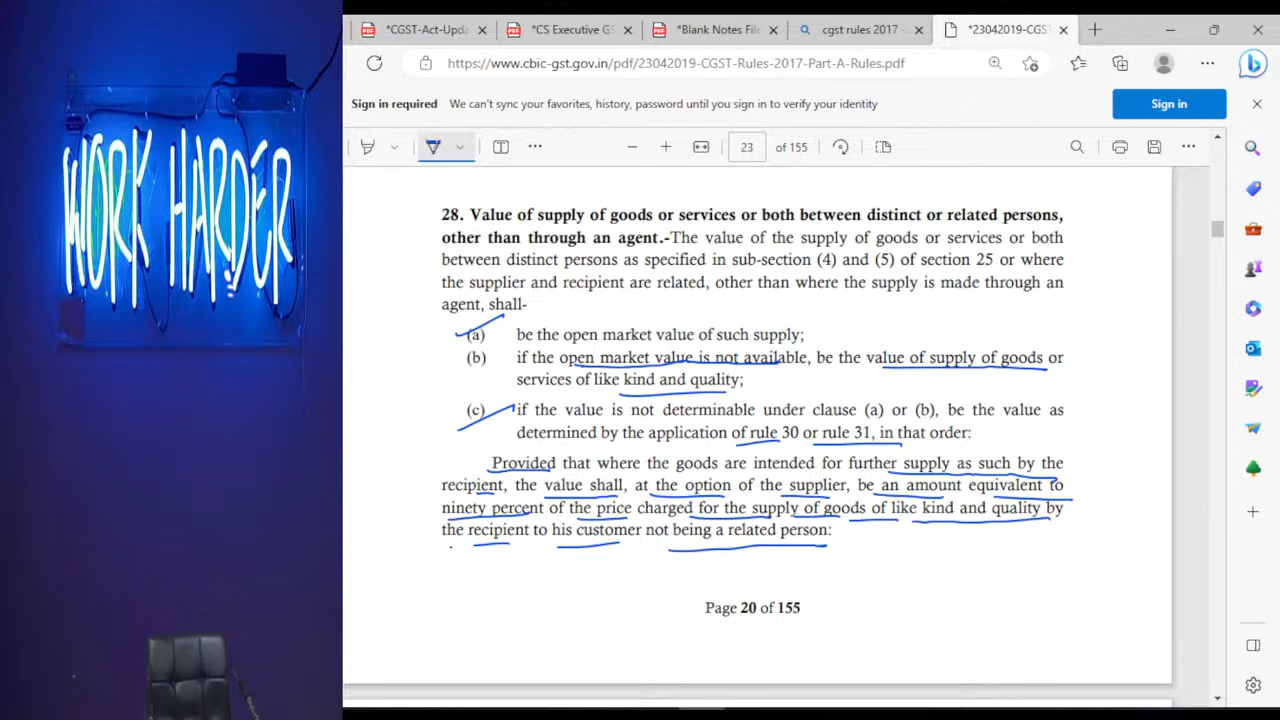 WORK HARDER
*CGST-Act-Upda
*CS Executive G
*Blank Notes File
cgst rules 2017 -
*23042019-CGS
https://www.cbic-gst.gov.in/pdf/23042019-CGST-Rules-2017-Part-A-Rules.pdf
Sign in required We can't sync your favorites, history, password until you sign in to verify your identity
Sign in
23 of 155
28. Value of supply of goods or services or both between distinct or related persons,
other than through an agent.-The value of the supply of goods or services or both
between distinct persons as specified in sub-section (4) and (5) of section 25 or where
the supplier and recipient are related, other than where the supply is made through an
agent, shall-
(a) be the open market value of such supply;
(b) if the open market value is not available, be the value of supply of goods or
services of like kind and quality;
(c) if the value is not determinable under clause (a) or (b), be the value as
determined by the application of rule 30 or rule 31, in that order:
Provided that where the goods are intended for further supply as such by the
recipient, the value shall, at the option of the supplier, be an amount equivalent to
ninety percent of the price charged for the supply of goods of like kind and quality by
the recipient to his customer not being a related person:
Page 20 of 155